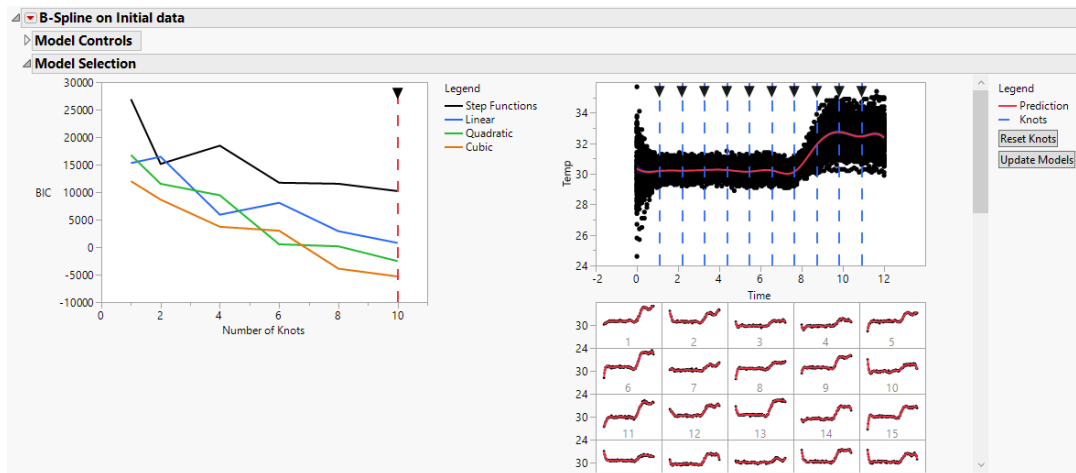 B-Spline on Initial data
Model Controls
Model Selection
30000
25000
20000
15000
10000
5000
0
-5000
-10000
BIC
0 2 4 6 8 10
Number of Knots
Legend
Step Functions
Linear
Quadratic
Cubic
34
32
30
28
26
24
Temp
-2 0 2 4 6 8 10 12
Time
Legend
Prediction
Knots
Reset Knots
Update Models
30
1 2 3 4 5
24
30
6 7 8 9 10
24
30
11 12 13 14 15
24
30